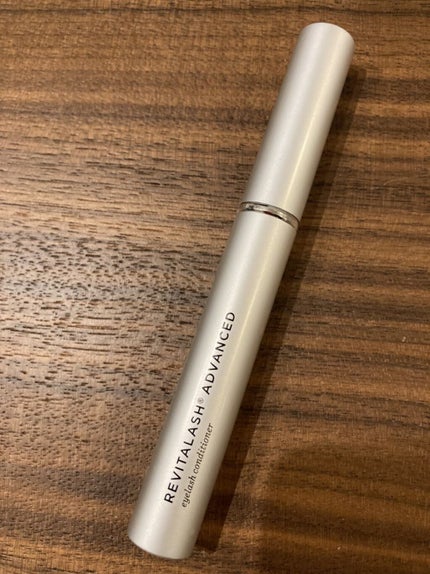 REVITALASH® ADVANCED
eyelash conditioner